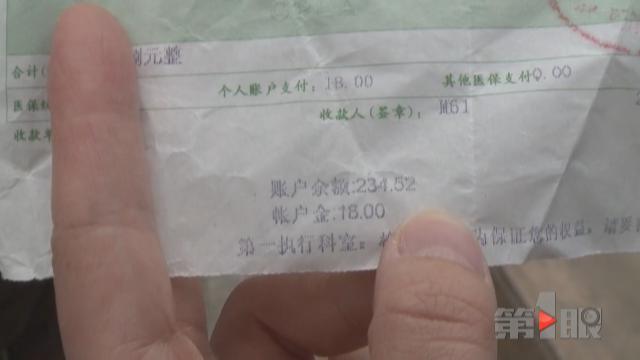 捌元整
合计(
个人账户支付: 18.00
其他医保支付0.00
医保
收款人(签章): M61
收款
账户余额:234.52
帐户金:18.00
第一执行科室:
为保证您的权益,请要
第1眼